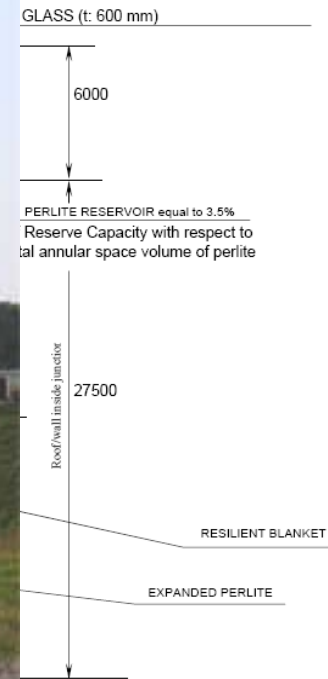 GLASS (t: 600 mm)
6000
PERLITE RESERVOIR equal to 3.5%
Reserve Capacity with respect to
tal annular space volume of perlite
Roof/wall inside junction
27500
RESILIENT BLANKET
EXPANDED PERLITE